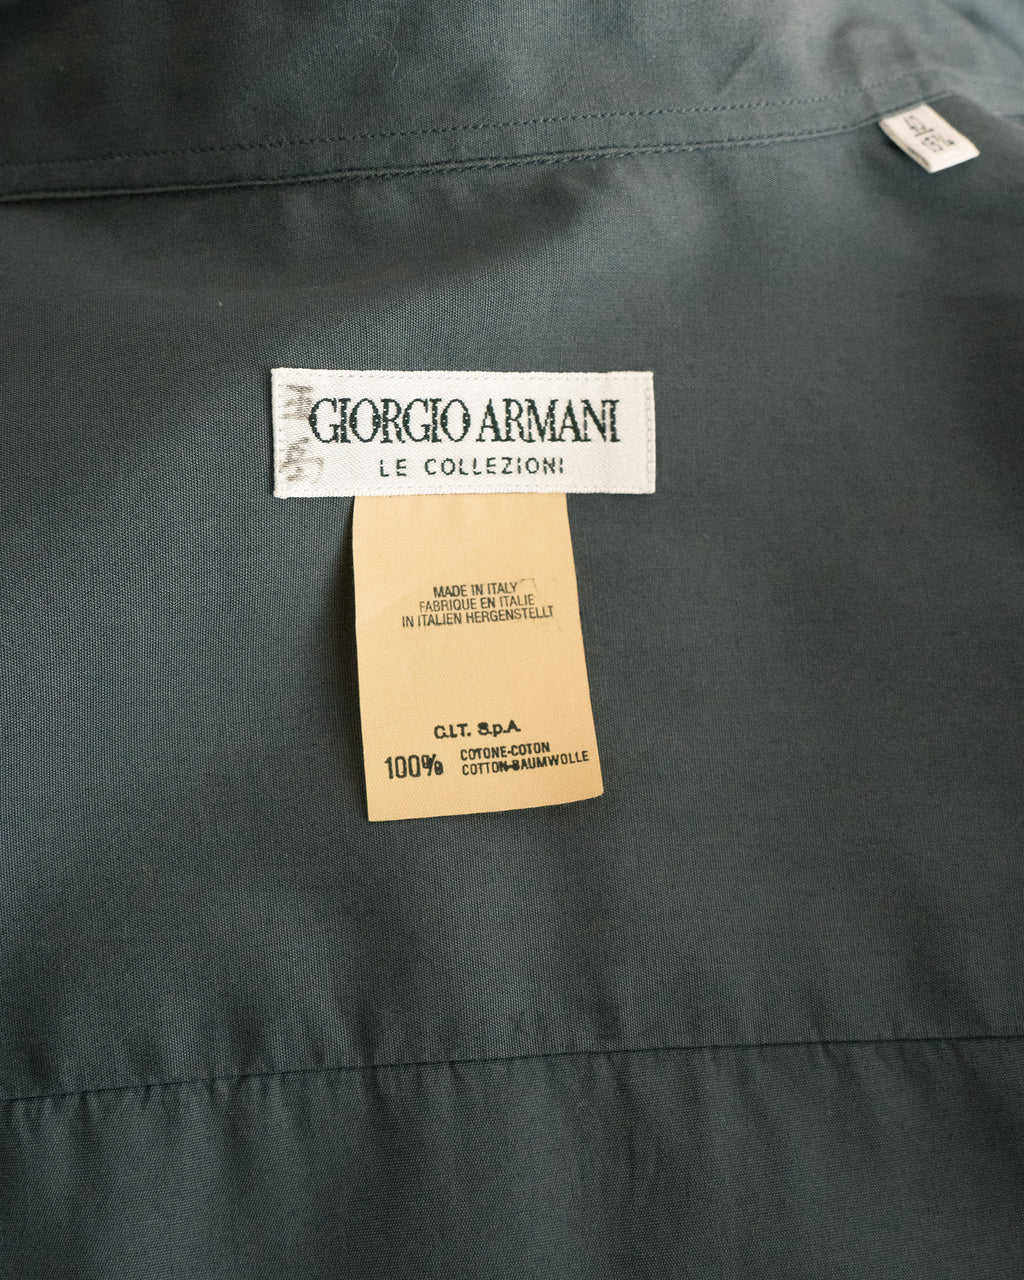 GIORGIO ARMANI
LE COLLEZIONI
MADE IN ITALY
FABRIQUE EN ITALIE
IN ITALIEN HERGENSTELLT
C.I.T. S.p.A.
100% COTONE-COTON
COTTON-BAUMWOLLE